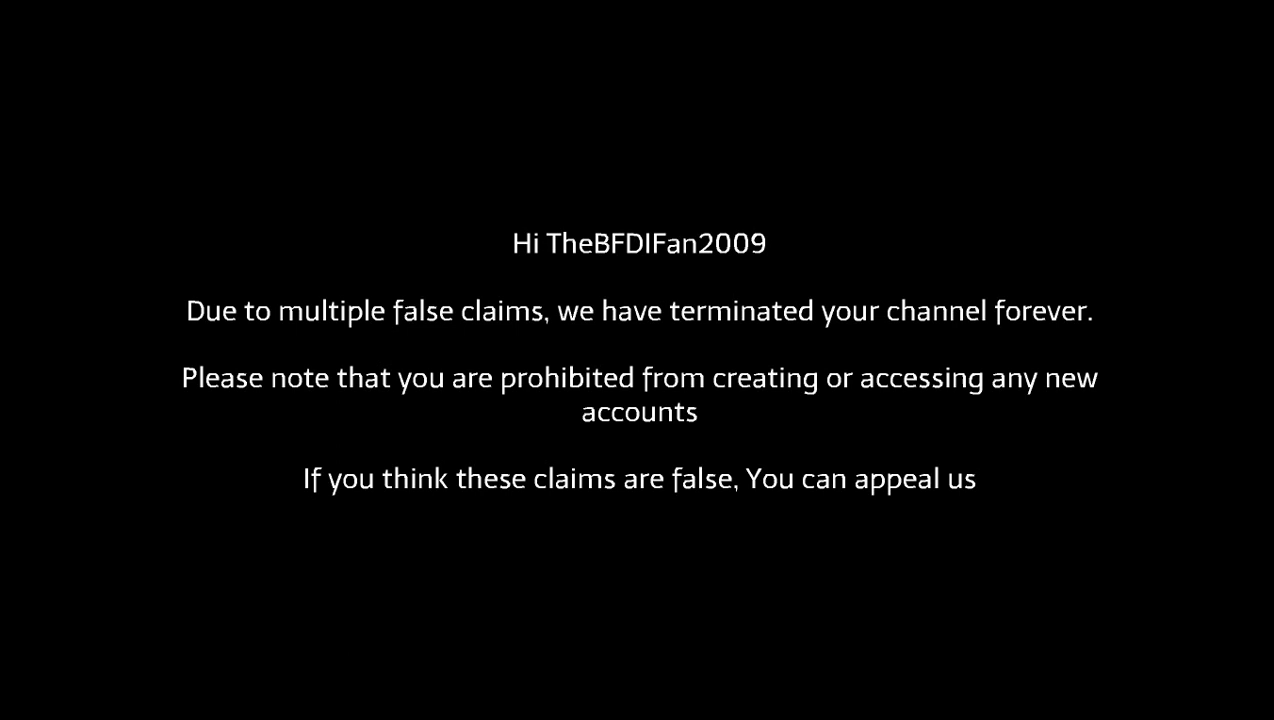 Hi TheBFDIFan2009
Due to multiple false claims, we have terminated your channel forever.
Please note that you are prohibited from creating or accessing any new
accounts
If you think these claims are false, You can appeal us